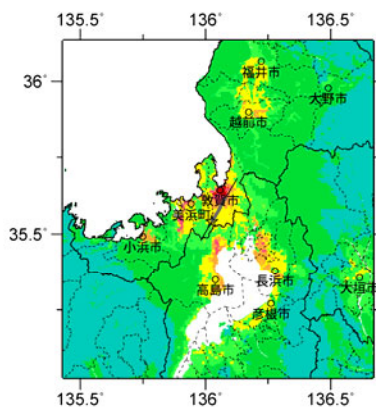 135.5 136 136.5
36
福井市
大野市
越前市
敦賀市
美浜町
35.5
小浜市
長浜市
高島市
大垣市
彦根市
135.5 136 136.5